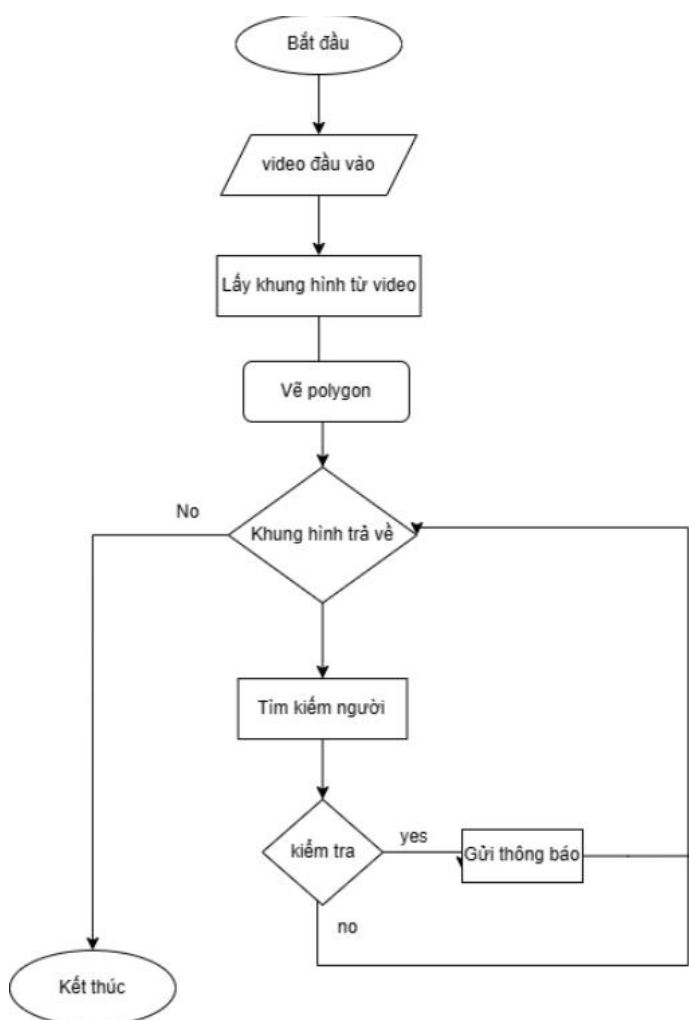 Bắt đầu
video đầu vào
Lấy khung hình từ video
Vẽ polygon
No
Khung hình trả về
Tìm kiếm người
kiểm tra
yes
Gửi thông báo
no
Kết thúc